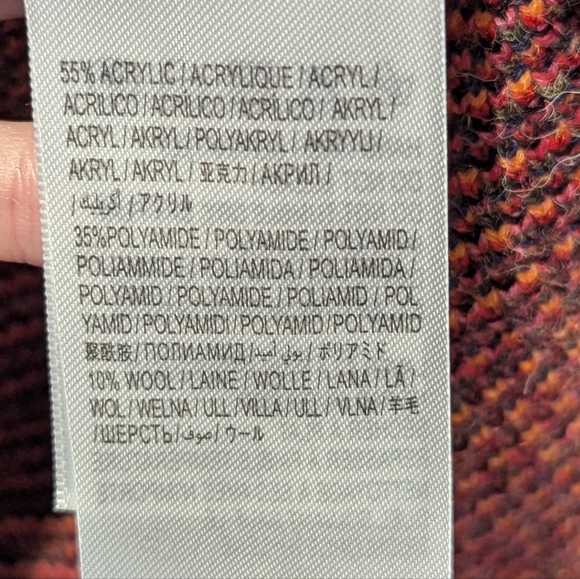 55% ACRYLIC / ACRYLIQUE / ACRYL /
ACRILICO / ACRÍLICO / ACRÍLICO / AKRYL /
ACRYL / AKRYL / POLYAKRYL / AKRYYLI /
AKRYL / AKRYL / 亚克力 / АКРИЛ /
/ أكريليك / アクリル
35%POLYAMIDE / POLYAMIDE / POLYAMID /
POLIAMMIDE / POLIAMIDA / POLIAMIDA /
POLYAMID / POLYAMIDE / POLIAMID / POL
YAMID / POLYAMIDI / POLYAMID / POLYAMID
聚酰胺 / ПОЛИАМИД / بولي أميد / ポリアミド
10% WOOL / LAINE / WOLLE / LANA / LÃ /
WOL / WELNA / ULL / VILLA / ULL / VLNA / 羊毛
/ ШЕРСТЬ / صوف / ウール